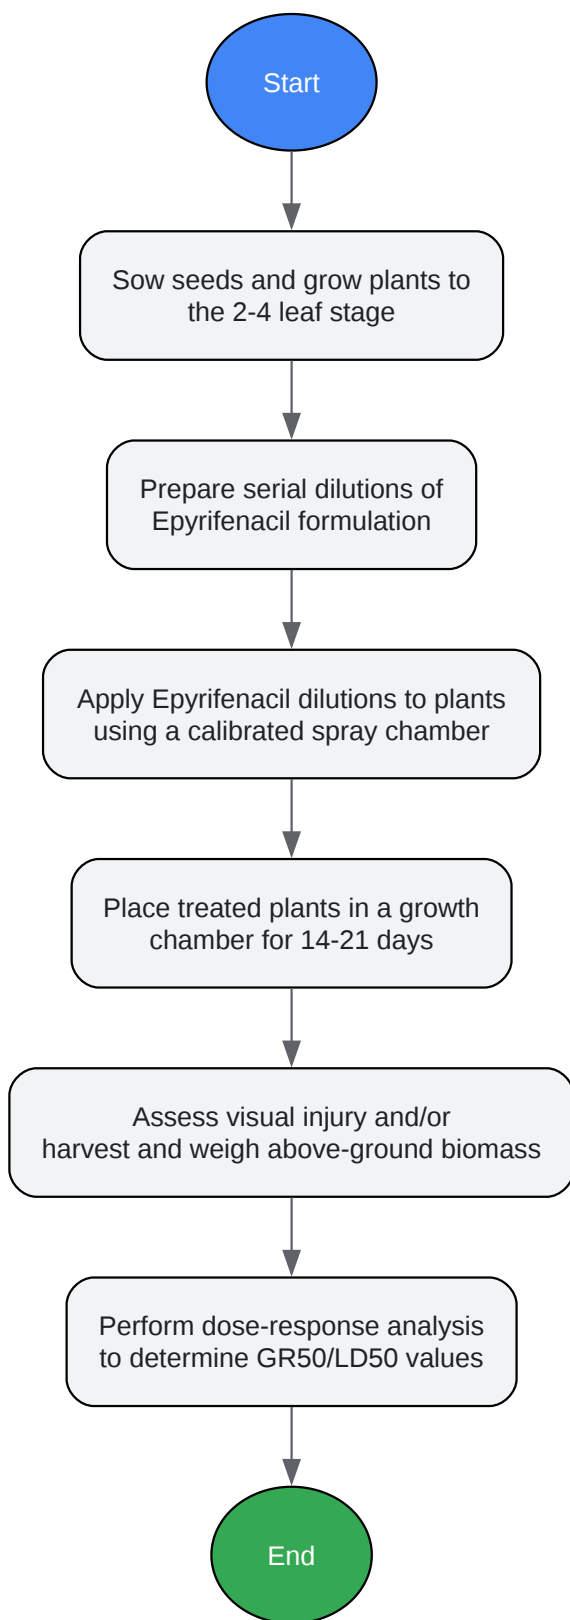 Start
Sow seeds and grow plants to
the 2-4 leaf stage
Prepare serial dilutions of
Epyrifenacil formulation
Apply Epyrifenacil dilutions to plants
using a calibrated spray chamber
Place treated plants in a growth
chamber for 14-21 days
Assess visual injury and/or
harvest and weigh above-ground biomass
Perform dose-response analysis
to determine GR50/LD50 values
End